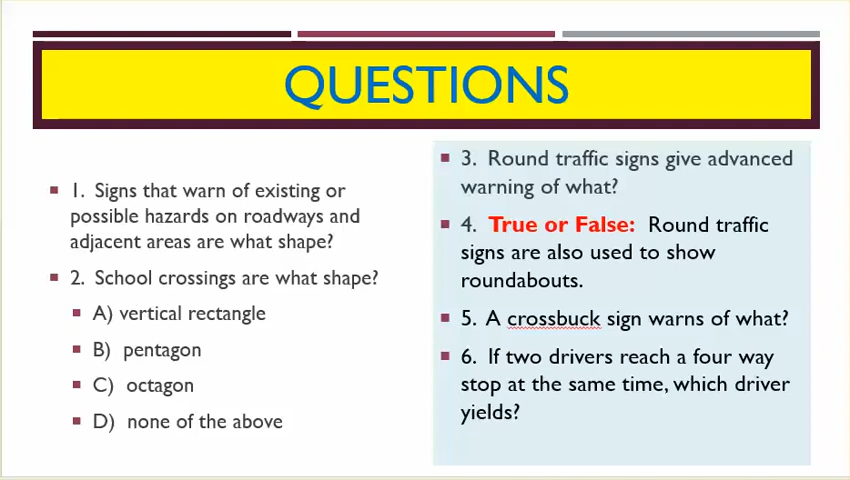 QUESTIONS
1. Signs that warn of existing or
possible hazards on roadways and
adjacent areas are what shape?
2. School crossings are what shape?
A) vertical rectangle
B) pentagon
C) octagon
D) none of the above
3. Round traffic signs give advanced
warning of what?
4. True or False: Round traffic
signs are also used to show
roundabouts.
5. A crossbuck sign warns of what?
6. If two drivers reach a four way
stop at the same time, which driver
yields?